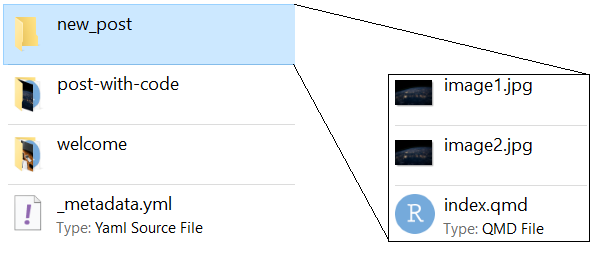 new_post
post-with-code
welcome
_metadata.yml
Type: Yaml Source File
image1.jpg
image2.jpg
R
index.qmd
Type: QMD File